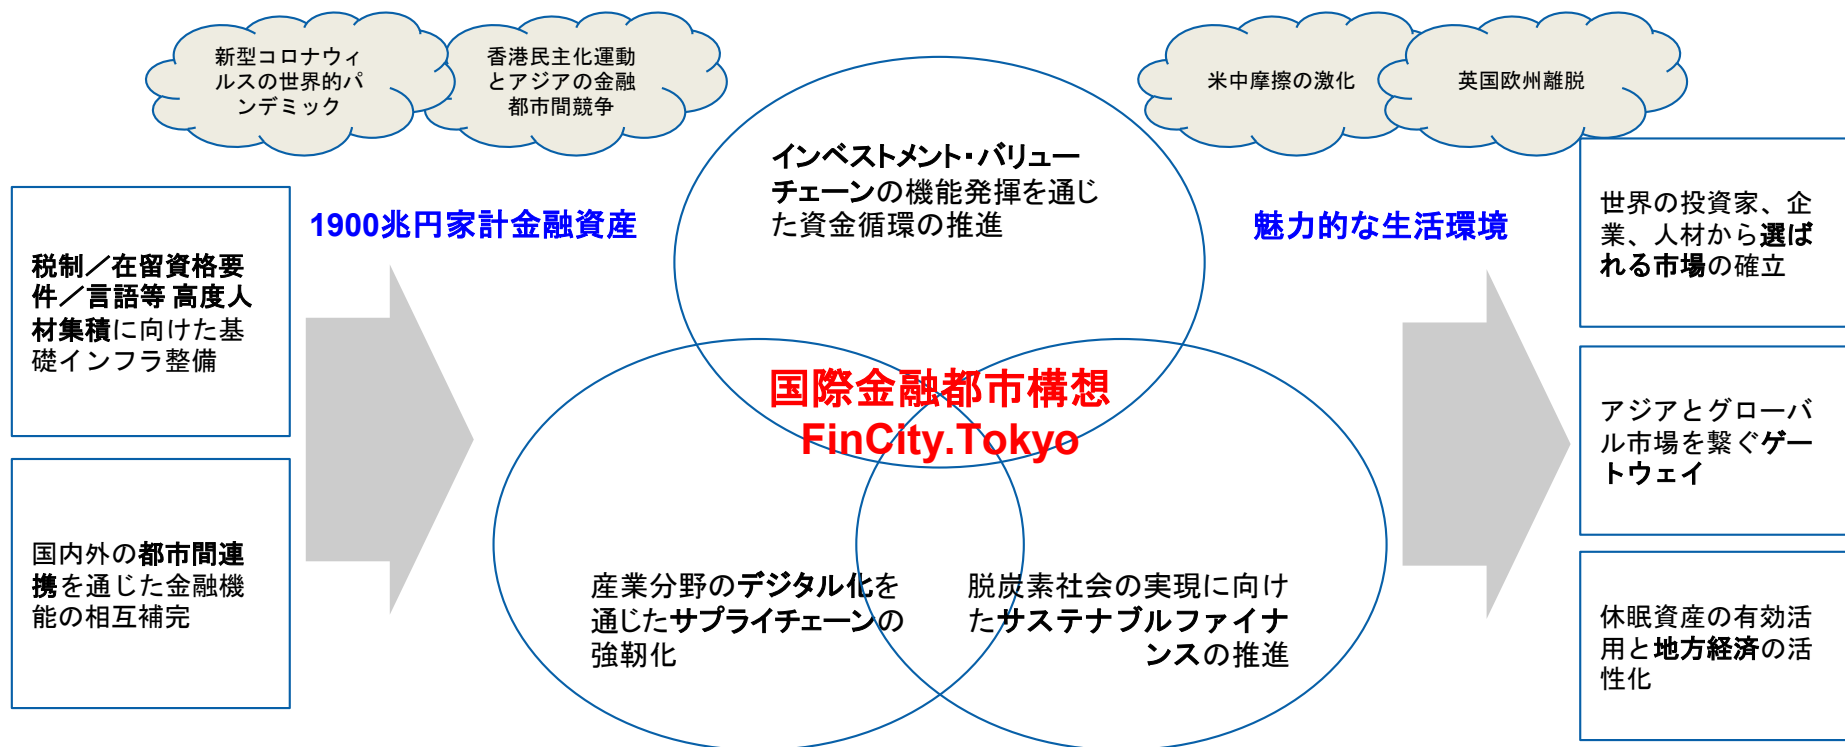 新型コロナウィ
ルスの世界的パ
ンデミック
香港民主化運動
とアジアの金融
都市間競争
米中摩擦の激化
英国欧州離脱
税制／在留資格要
件／言語等 高度人
材集積に向けた基
礎インフラ整備
国内外の都市間連
携を通じた金融機
能の相互補完
1900兆円家計金融資産
インベストメント・バリュー
チェーンの機能発揮を通じ
た資金循環の推進
国際金融都市構想
FinCity.Tokyo
産業分野のデジタル化を
通じたサプライチェーンの
強靭化
脱炭素社会の実現に向け
たサステナブルファイナ
ンスの推進
魅力的な生活環境
世界の投資家、企
業、人材から選ば
れる市場の確立
アジアとグローバ
ル市場を繋ぐゲー
トウェイ
休眠資産の有効活
用と地方経済の活
性化